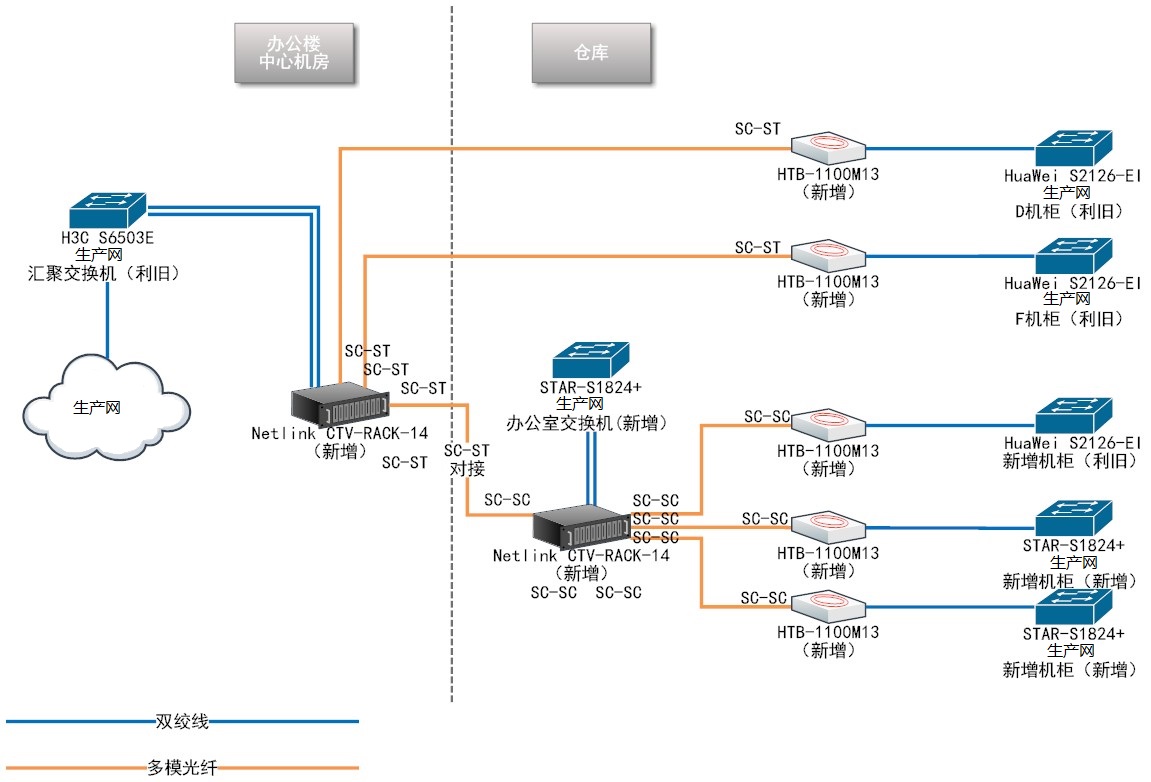 办公楼
中心机房
仓库
SC-ST
HTB-1100M13
(新增)
HuaWei S2126-EI
生产网
D机柜（利旧）
H3C S6503E
生产网
汇聚交换机（利旧）
SC-ST
HTB-1100M13
(新增)
HuaWei S2126-EI
生产网
F机柜（利旧）
生产网
SC-ST
SC-ST
SC-ST
Netlink CTV-RACK-14
(新增)
SC-ST
SC-ST
对接
STAR-S1824+
生产网
办公室交换机(新增)
SC-SC
HTB-1100M13
(新增)
HuaWei S2126-EI
新增机柜（利旧）
SC-SC
SC-SC
SC-SC
SC-SC
Netlink CTV-RACK-14
(新增)
SC-SC
SC-SC
SC-SC
HTB-1100M13
(新增)
STAR-S1824+
生产网
新增机柜（新增）
SC-SC
HTB-1100M13
(新增)
STAR-S1824+
生产网
新增机柜（新增）
双绞线
多模光纤